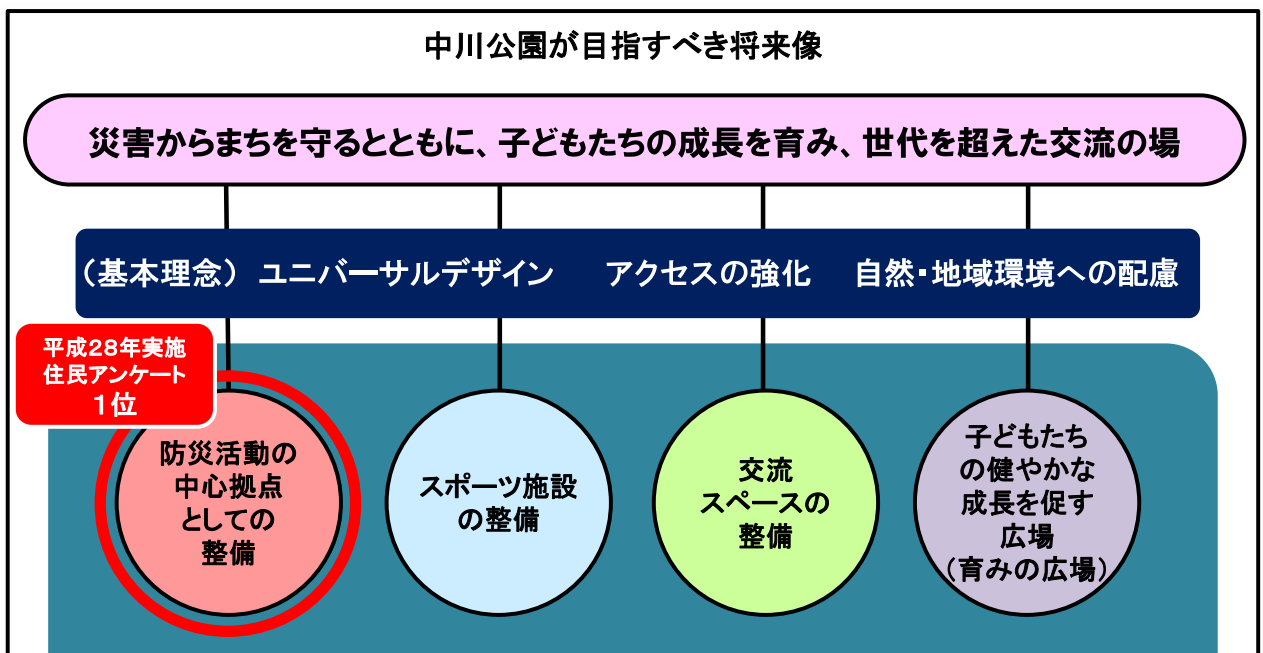 中川公園が目指すべき将来像
災害からまちを守るとともに、子どもたちの成長を育み、世代を超えた交流の場
（基本理念） ユニバーサルデザイン アクセスの強化 自然・地域環境への配慮
平成２８年実施
住民アンケート
１位
防災活動の
中心拠点
としての
整備
スポーツ施設
の整備
交流
スペースの
整備
子どもたち
の健やかな
成長を促す
広場
（育みの広場）